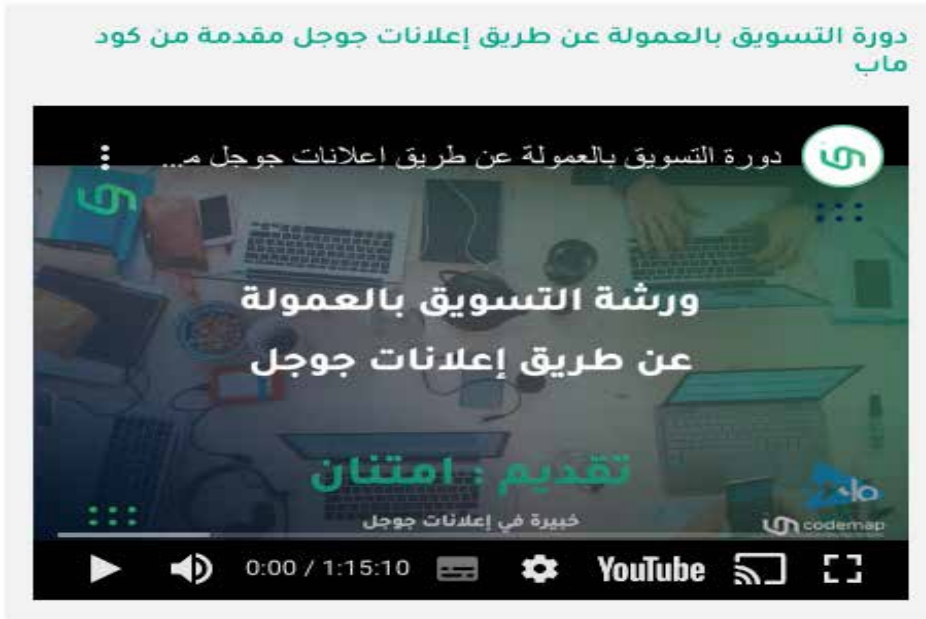 دورة التسويق بالعمولة عن طريق إعلانات جوجل مقدمة من كود
ماب
دورة التسويق بالعمولة عن طريق إعلانات جوجل م...
ورشة التسويق بالعمولة
عن طريق إعلانات جوجل
تقديم : امتنان
خبيرة في إعلانات جوجل
codemap
0:00 / 1:15:10
YouTube